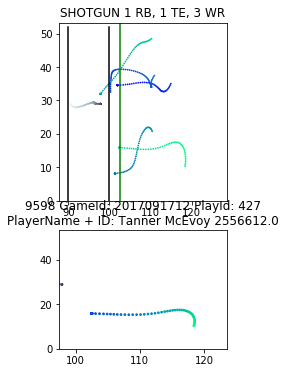 SHOTGUN 1 RB, 1 TE, 3 WR
50
40
30
20
10
0
90 100 110 120
9598 GameId: 2017091712 PlayId: 427
PlayerName + ID: Tanner McEvoy 2556612.0
40
20
0
100 110 120